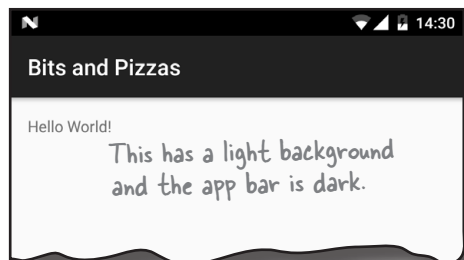 14:30
Bits and Pizzas
Hello World!
This has a light background
and the app bar is dark.